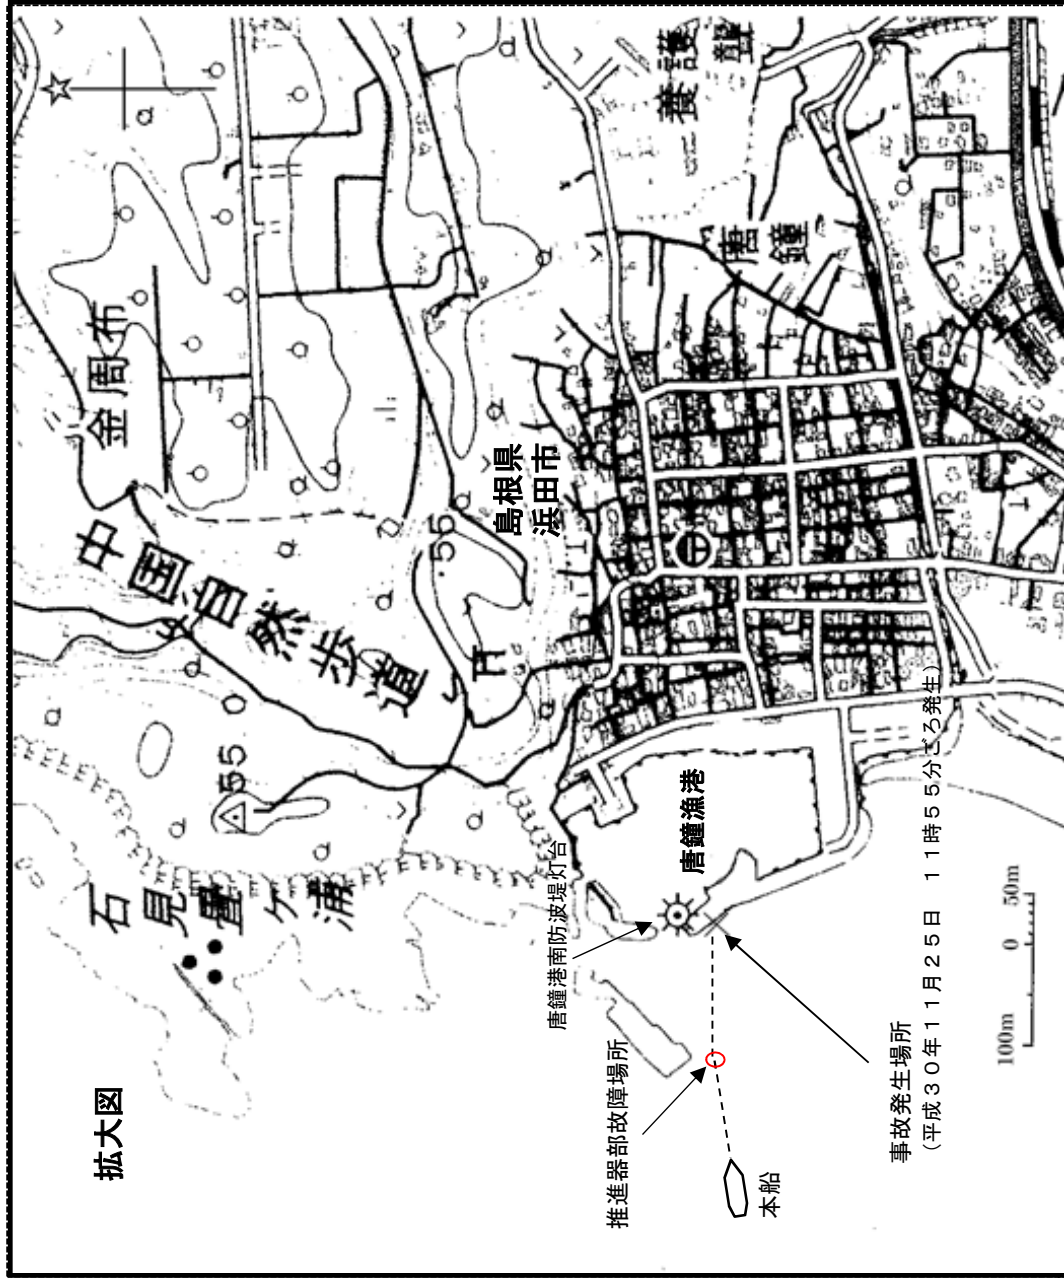 拡大図
石見畳ヶ浦
55
中国自然歩道
金周布
・55
島根県
浜田市
養護
唐鐘
唐鐘漁港
唐鐘港南防波堤灯台
推進器部故障場所
本船
事故発生場所
（平成３０年１１月２５日　１１時５５分ごろ発生）
100m
0
50m